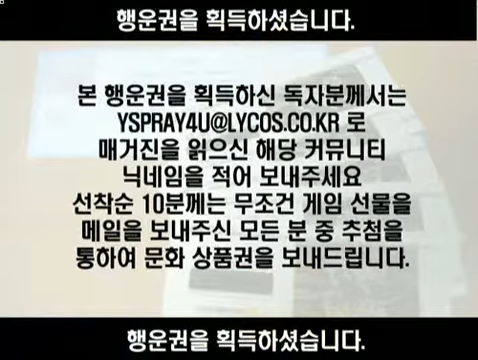 행운권을 획득하셨습니다.
본 행운권을 획득하신 독자분께서는
YSPRAY4U@LYCOS.CO.KR 로
매거진을 읽으신 해당 커뮤니티
닉네임을 적어 보내주세요
선착순 10분께는 무조건 게임 선물을
메일을 보내주신 모든 분 중 추첨을
통하여 문화 상품권을 보내드립니다.
행운권을 획득하셨습니다.